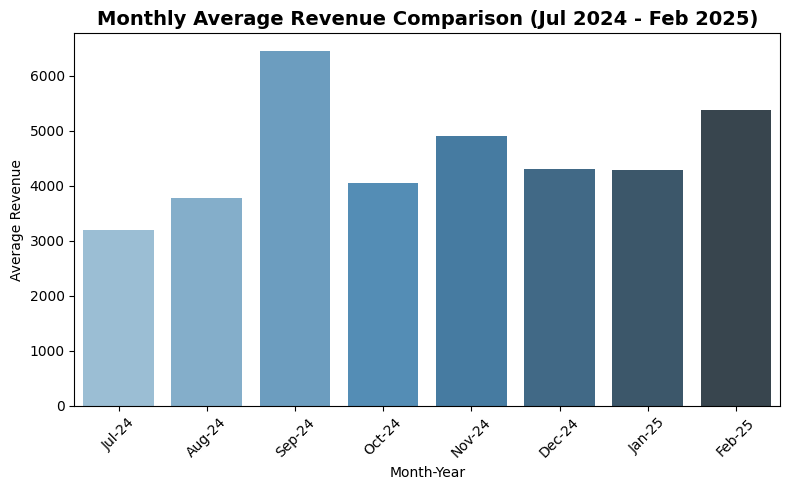 Monthly Average Revenue Comparison (Jul 2024 - Feb 2025)
Average Revenue
6000
5000
4000
3000
2000
1000
0
Jul-24
Aug-24
Sep-24
Oct-24
Nov-24
Dec-24
Jan-25
Feb-25
Month-Year